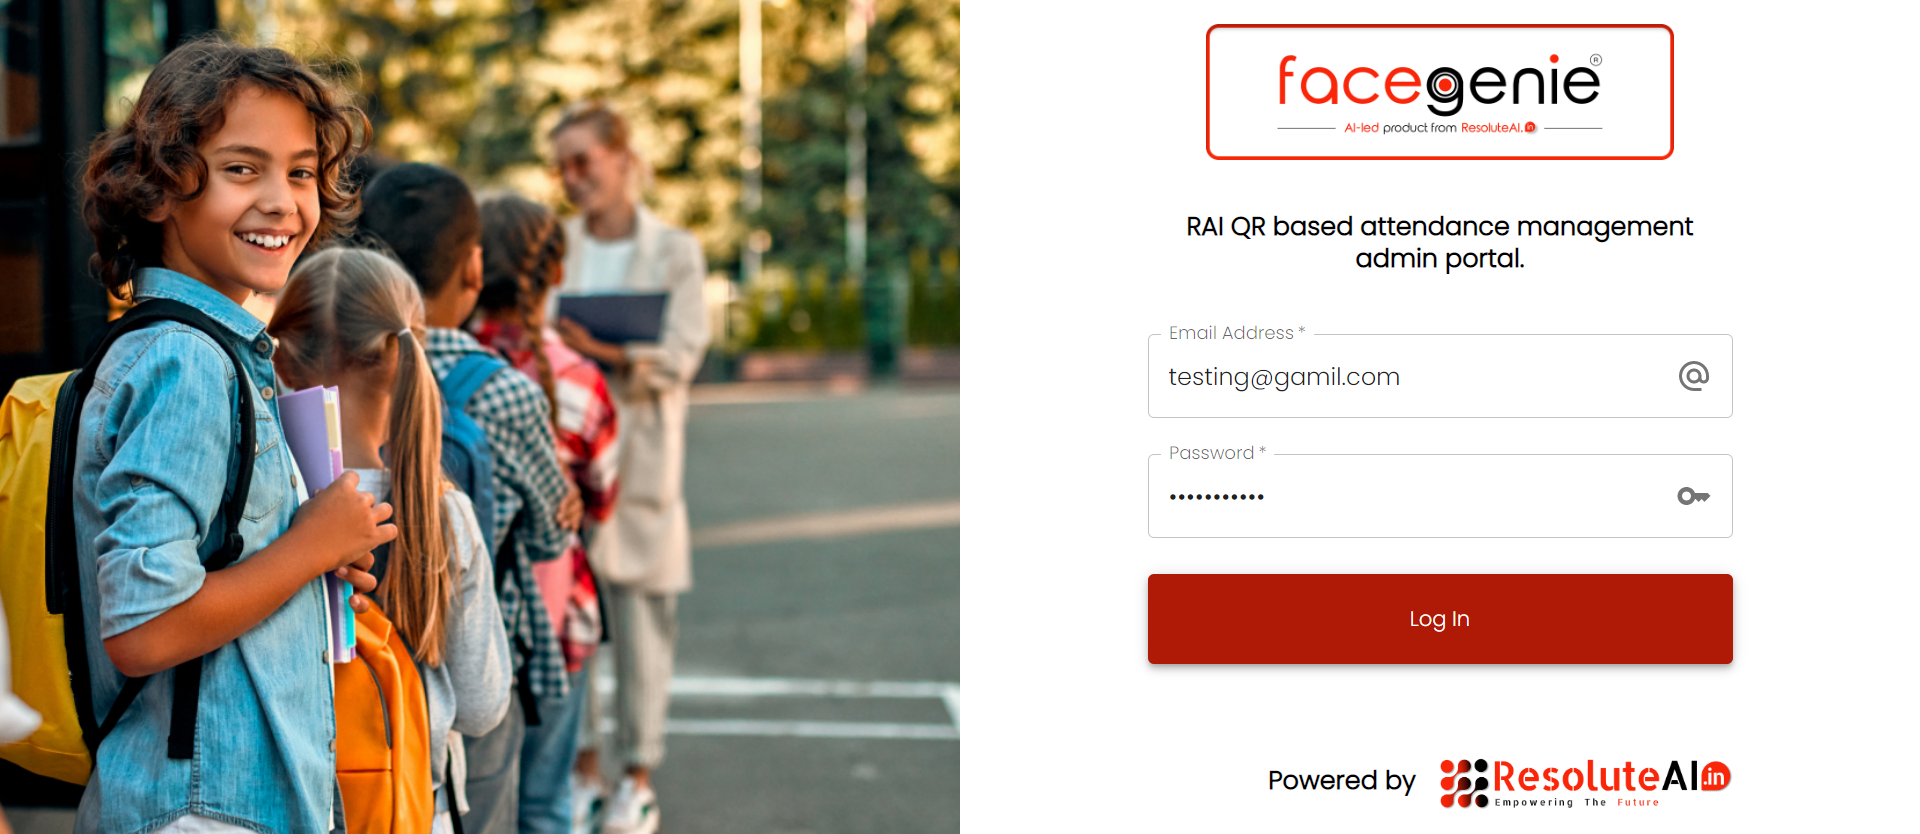 facegenie®
AI-led product from ResoluteAI.in
RAI QR based attendance management
admin portal.
Email Address *
testing@gamil.com
Password *
•••••••••••
Log In
Powered by
ResoluteAI.in
Empowering The Future